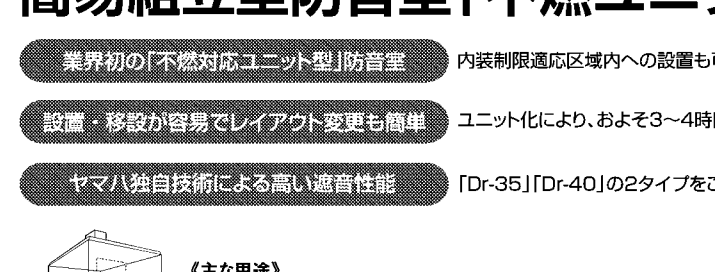 簡易組立型防音室「不燃ユニッ
業界初の「不燃対応ユニット型」防音室
内装制限適応区域内への設置も可
設置・移設が容易でレイアウト変更も簡単
ユニット化により、およそ3〜4時間
ヤマハ独自技術による高い遮音性能
「Dr-35」「Dr-40」の2タイプをご
《主な用途》